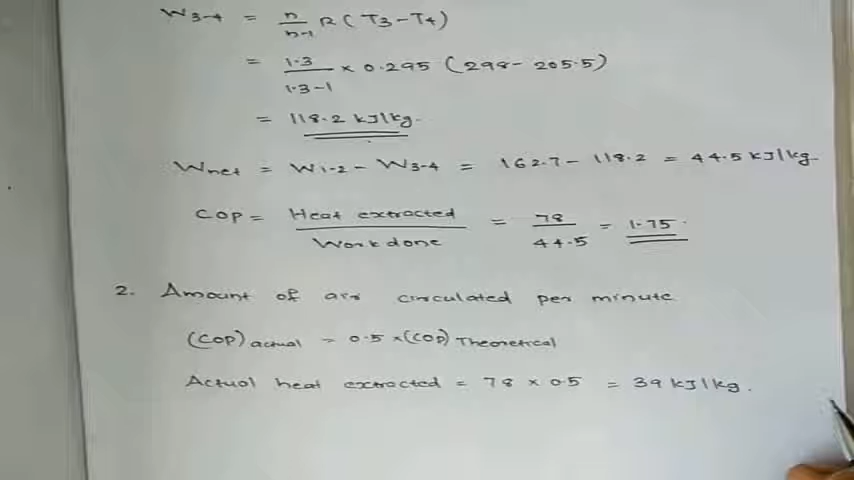 W3-4 = n/n-1 R (T3-T4)
= 1.3/1.3-1 × 0.295 (298- 205.5)
= 118.2 kJ/kg.
Wnet = W1-2 - W3-4 = 162.7- 118.2 = 44.5 kJ/kg.
COP = Heat extracted/Work done = 78/44.5 = 1.75.
2. Amount of air circulated per minute
(COP) actual = 0.5 × (COP) Theoretical
Actual heat extracted = 78 × 0.5 = 39 kJ/kg.